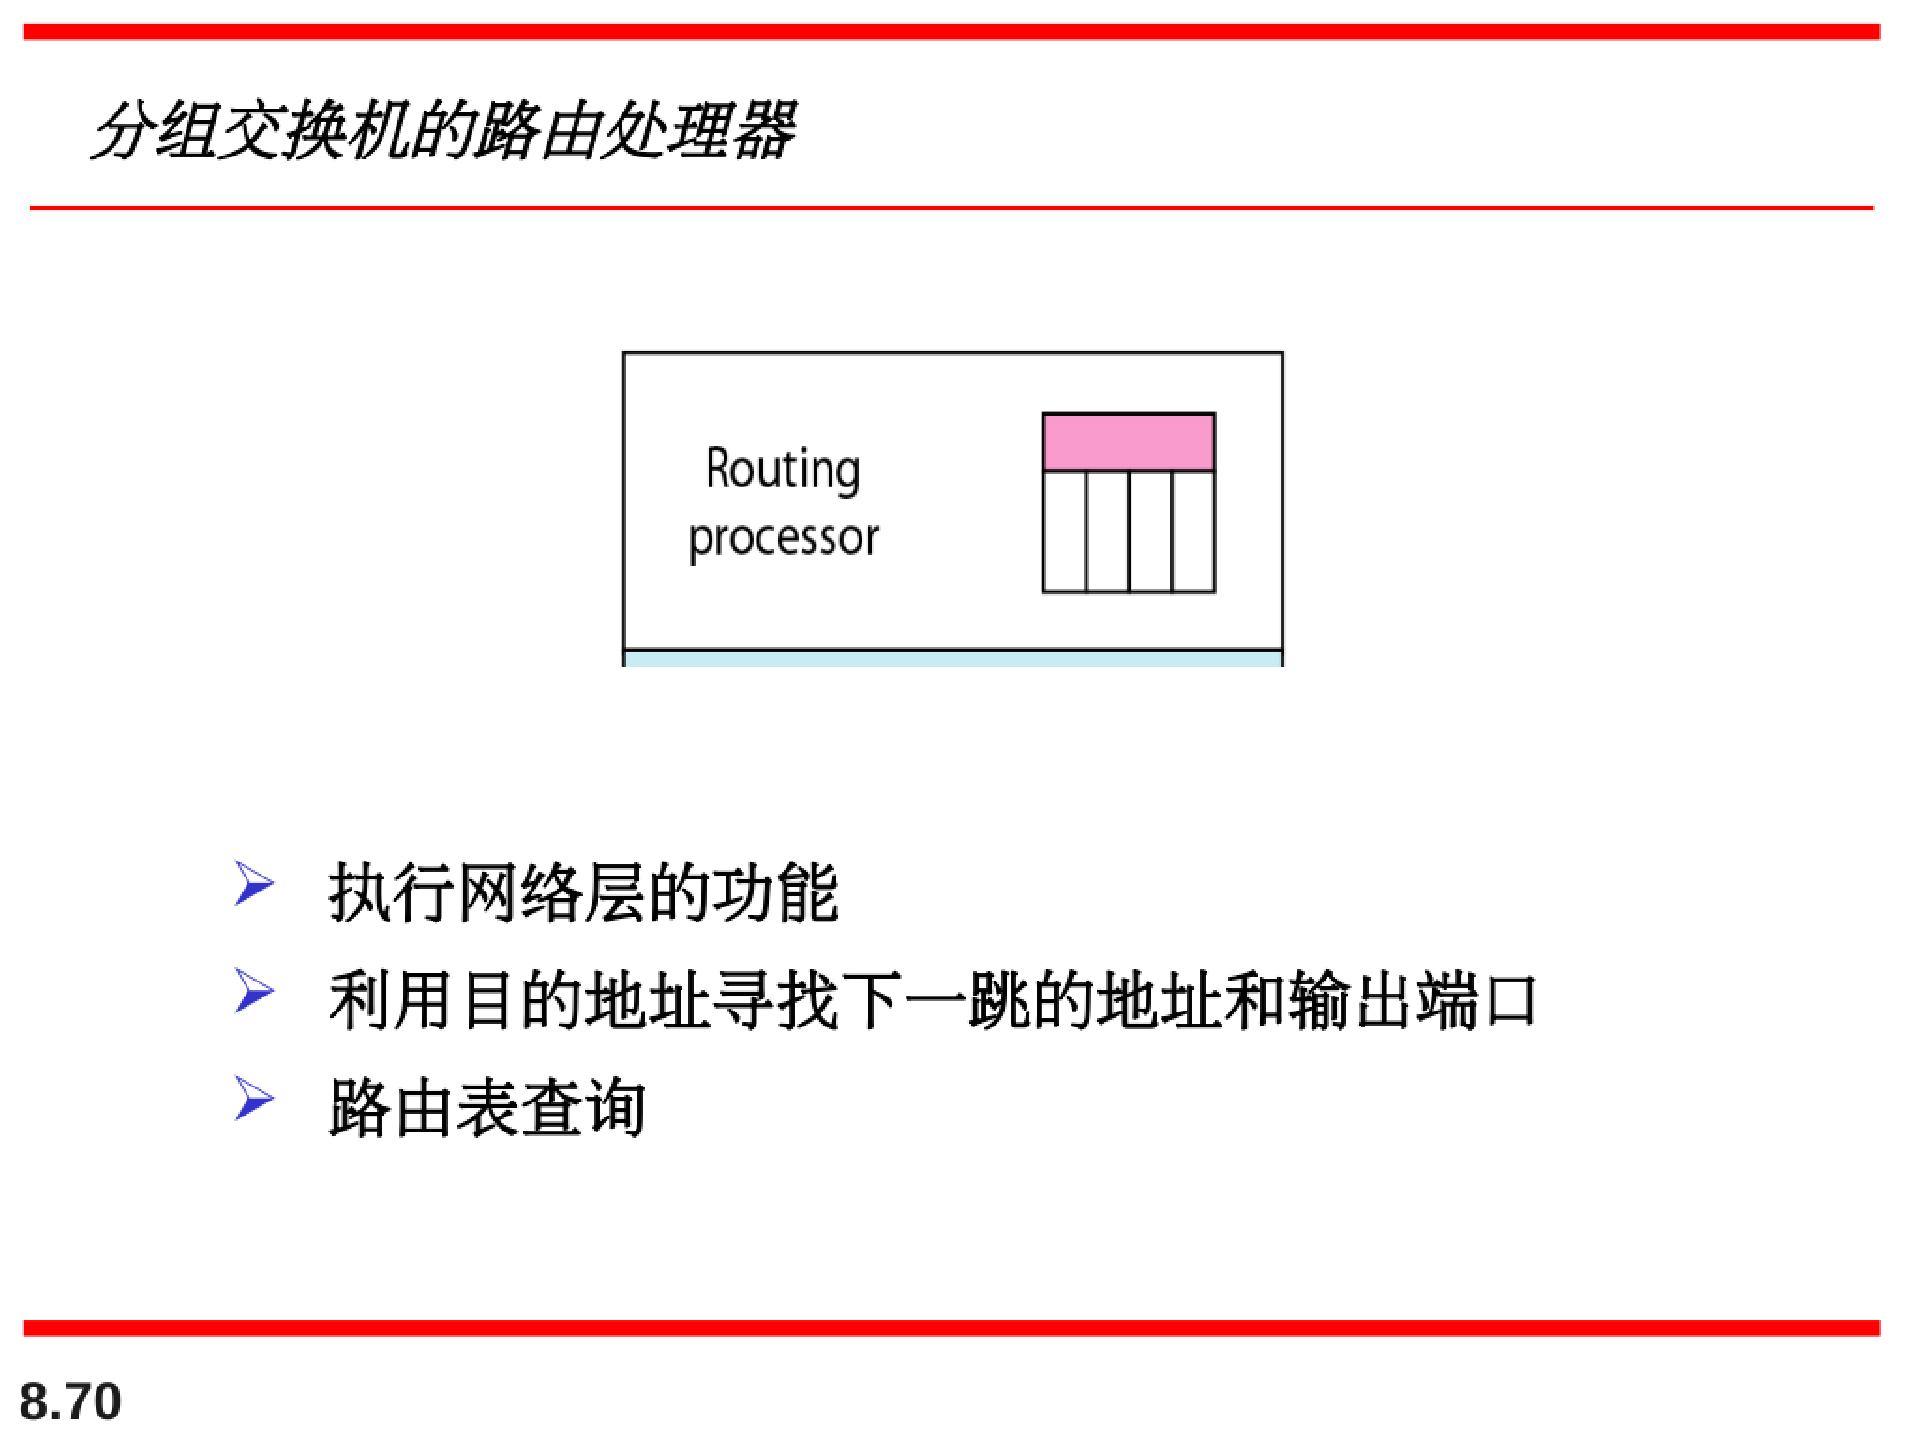 分组交换机的路由处理器
Routing
processor
执行网络层的功能
利用目的地址寻找下一跳的地址和输出端口
路由表查询
8.70